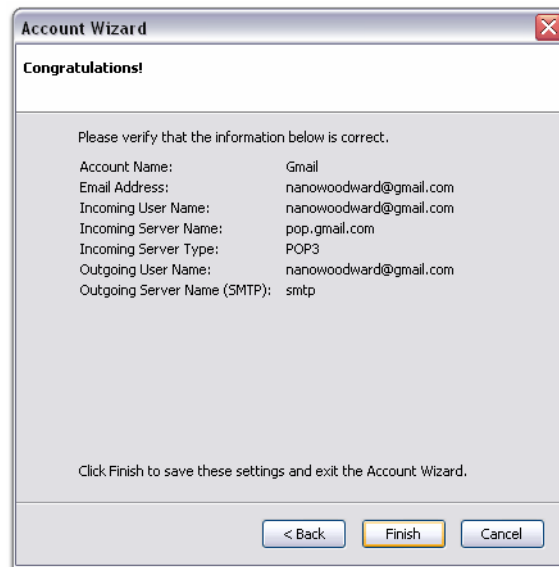 Account Wizard
Congratulations!
Please verify that the information below is correct.
Account Name: Gmail
Email Address: nanowoodward@gmail.com
Incoming User Name: nanowoodward@gmail.com
Incoming Server Name: pop.gmail.com
Incoming Server Type: POP3
Outgoing User Name: nanowoodward@gmail.com
Outgoing Server Name (SMTP): smtp
Click Finish to save these settings and exit the Account Wizard.
< Back Finish Cancel